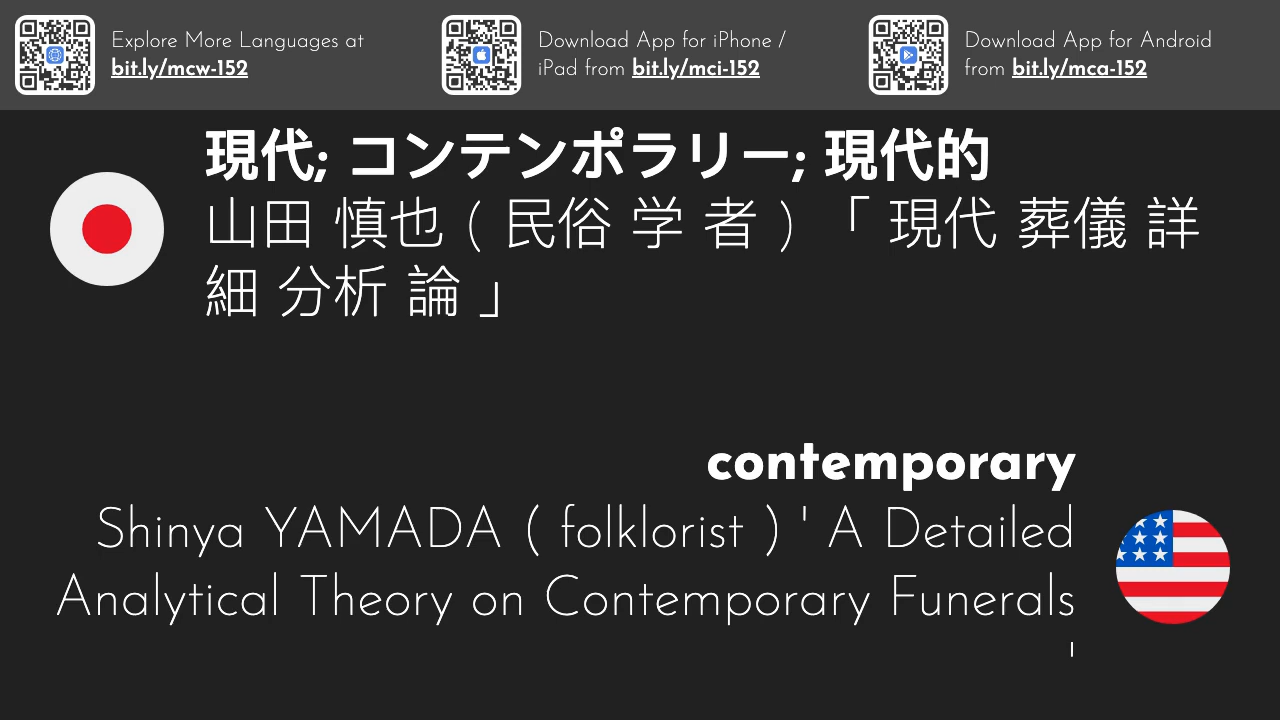 Explore More Languages at
bit.ly/mcw-152
Download App for iPhone /
iPad from bit.ly/mci-152
Download App for Android
from bit.ly/mca-152
現代; コンテンポラリー; 現代的
山田 慎也 ( 民俗 学 者 ) 「 現代 葬儀 詳
細 分析 論 」
contemporary
Shinya YAMADA ( folklorist ) ' A Detailed
Analytical Theory on Contemporary Funerals
'